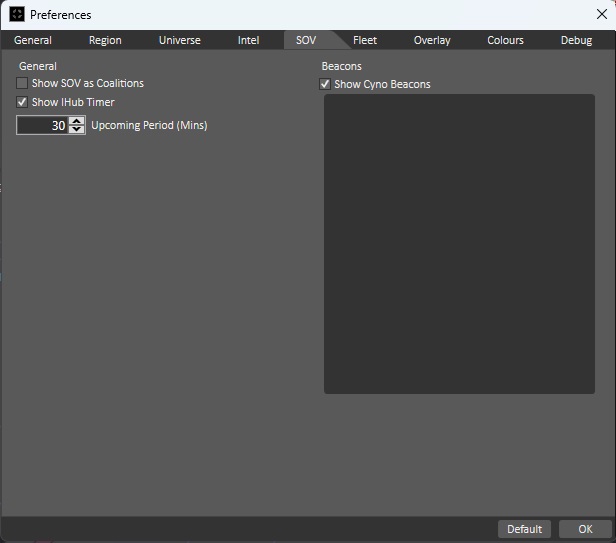 Preferences
General Region Universe Intel SOV Fleet Overlay Colours Debug
General
Show SOV as Coalitions
Show IHub Timer
30 Upcoming Period (Mins)
Beacons
Show Cyno Beacons
Default OK